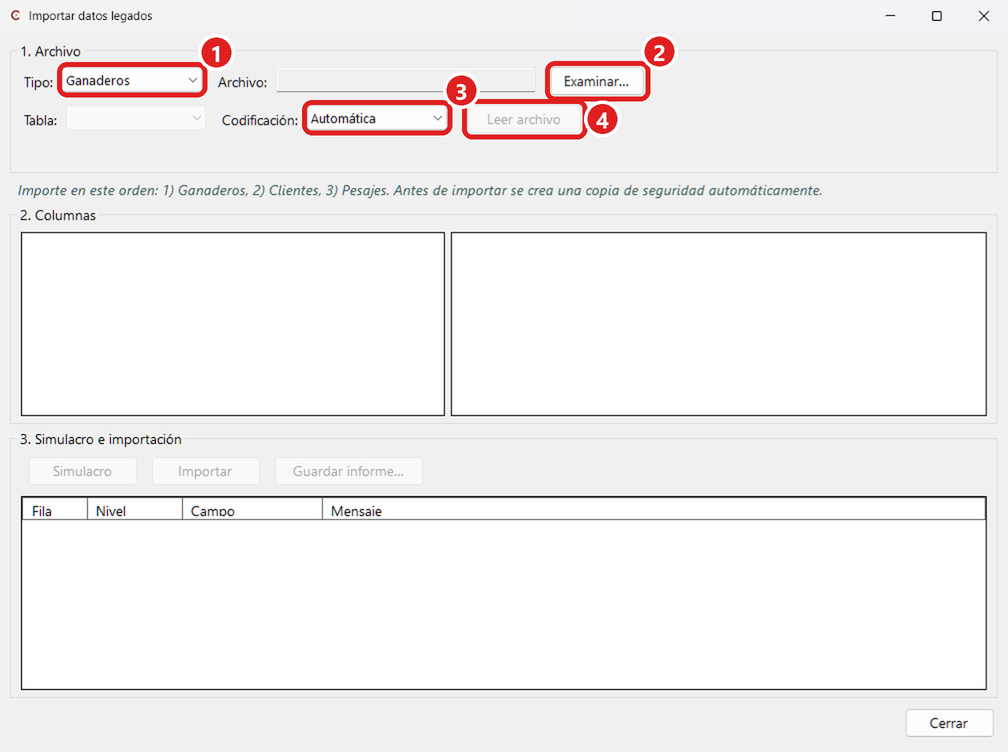 Importar datos legados
1. Archivo
1
2
Tipo: Ganaderos Archivo: Examinar...
3
Tabla: Codificación: Automática Leer archivo 4
Importe en este orden: 1) Ganaderos, 2) Clientes, 3) Pesajes. Antes de importar se crea una copia de seguridad automáticamente.
2. Columnas
3. Simulacro e importación
Simulacro Importar Guardar informe...
Fila Nivel Campo Mensaje
Cerrar